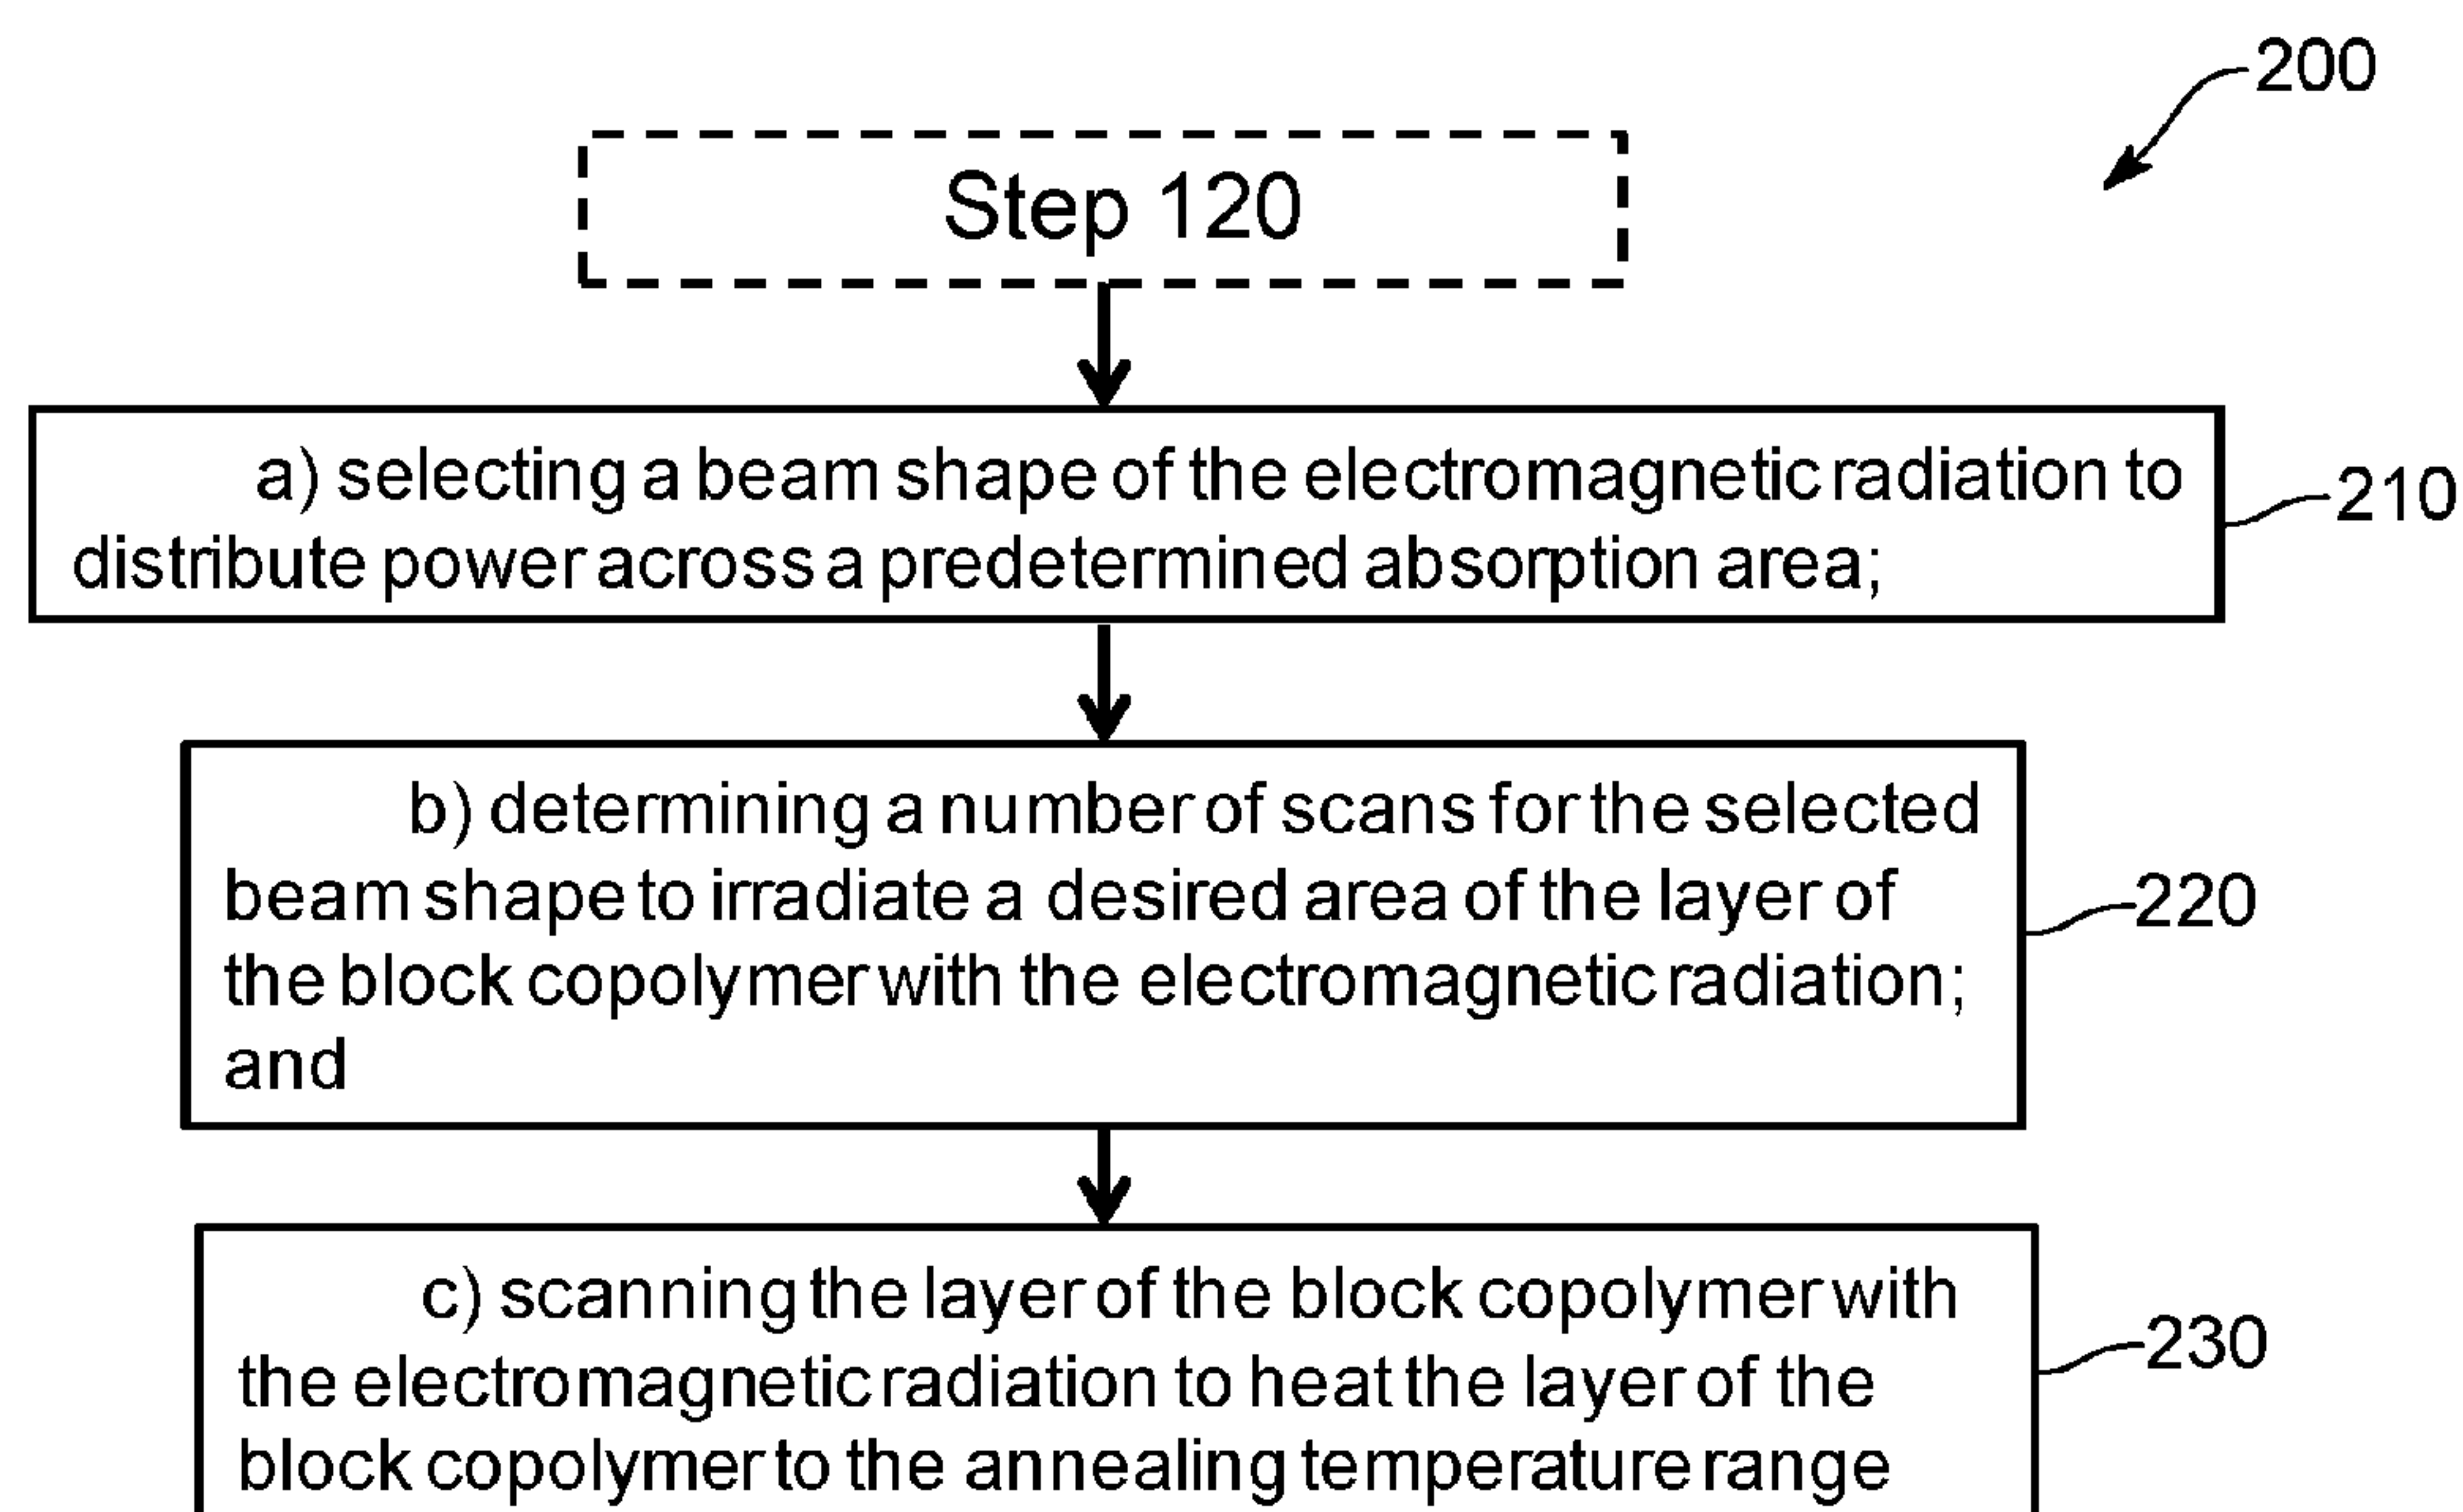 200
Step 120
a) selecting a beam shape of the electromagnetic radiation to
distribute power across a predetermined absorption area;
210
b) determining a number of scans for the selected
beam shape to irradiate a desired area of the layer of
the block copolymer with the electromagnetic radiation;
and
220
c) scanning the layer of the block copolymer with
the electromagnetic radiation to heat the layer of the
block copolymer to the annealing temperature range
230